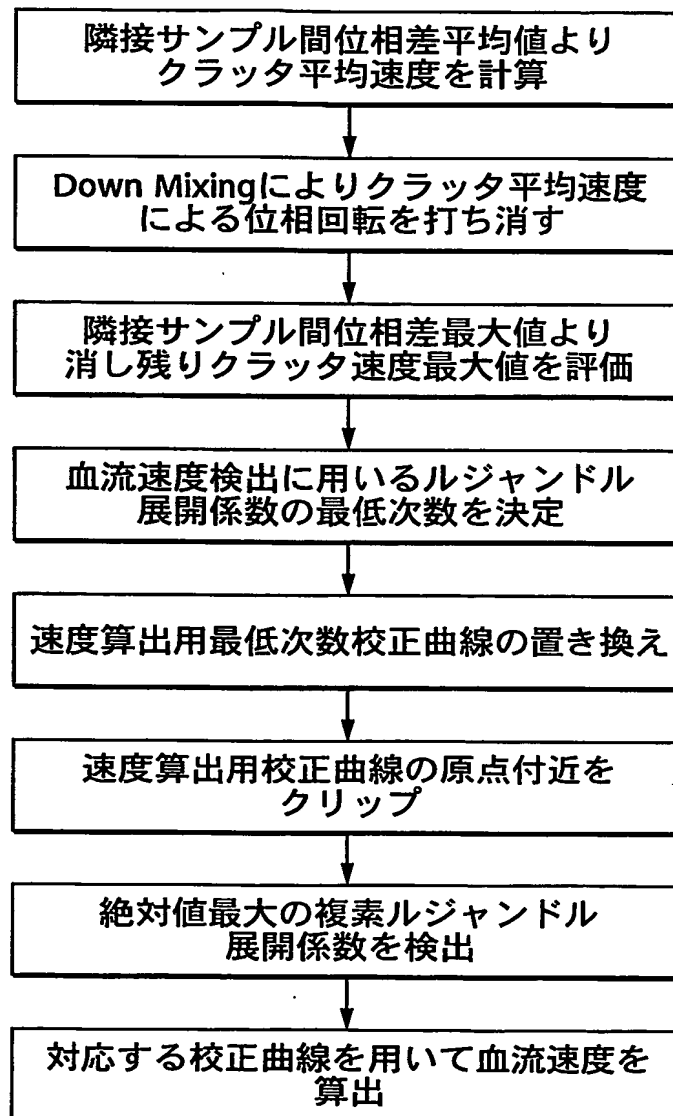 隣接サンプル間位相差平均値より
クラッタ平均速度を計算
Down Mixingによりクラッタ平均速度
による位相回転を打ち消す
隣接サンプル間位相差最大値より
消し残りクラッタ速度最大値を評価
血流速度検出に用いるルジャンドル
展開係数の最低次数を決定
速度算出用最低次数校正曲線の置き換え
速度算出用校正曲線の原点付近を
クリップ
絶対値最大の複素ルジャンドル
展開係数を検出
対応する校正曲線を用いて血流速度を
算出